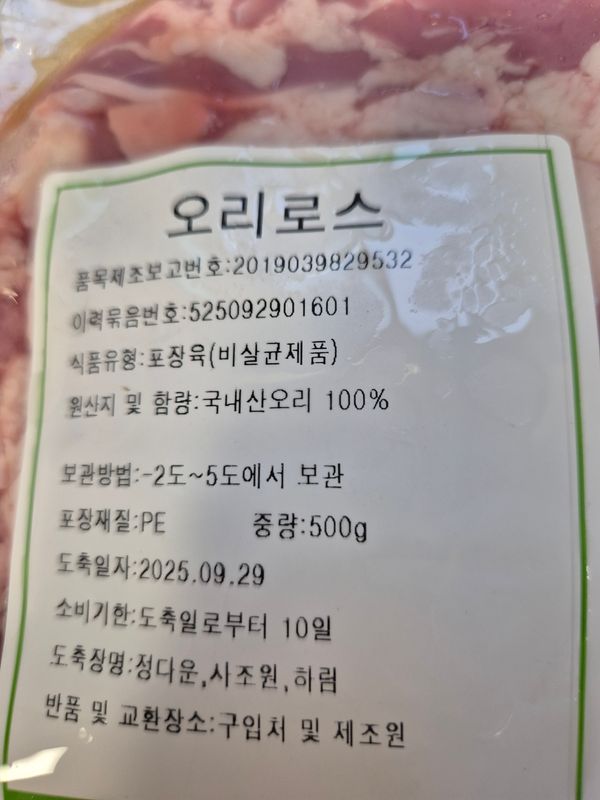 오리로스
품목제조보고번호:2019039829532
이력묶음번호:525092901601
식품유형:포장육(비살균제품)
원산지 및 함량:국내산오리 100%
보관방법:-2도~5도에서 보관
포장재질:PE 중량:500g
도축일자:2025.09.29
소비기한:도축일로부터 10일
도축장명:정다운,사조원,하림
반품 및 교환장소:구입처 및 제조원